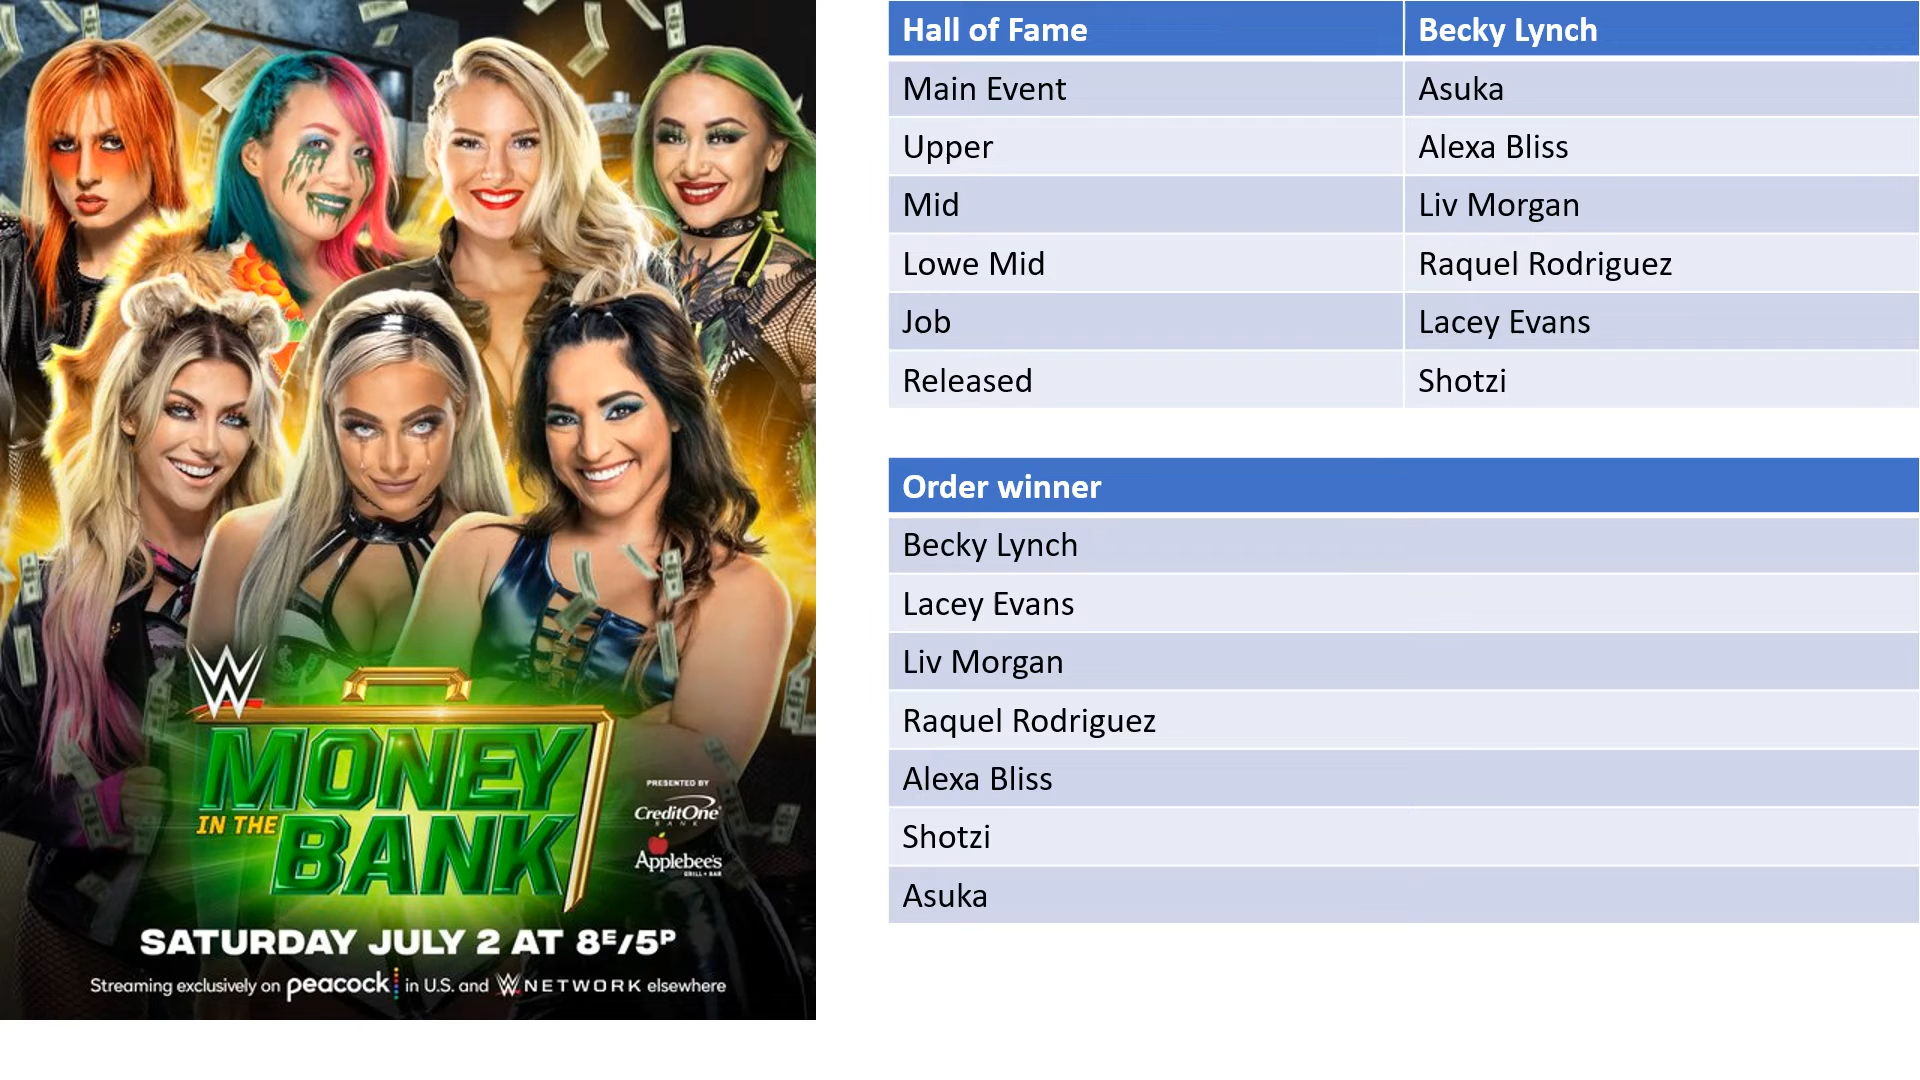 W
MONEY
IN THE
BANK
PRESENTED BY
CreditOne
BANK
Applebee's
GRILL + BAR
SATURDAY JULY 2 AT 8E/5P
Streaming exclusively on peacock in U.S. and W NETWORK elsewhere
Hall of Fame Becky Lynch
Main Event Asuka
Upper Alexa Bliss
Mid Liv Morgan
Lowe Mid Raquel Rodriguez
Job Lacey Evans
Released Shotzi
Order winner
Becky Lynch
Lacey Evans
Liv Morgan
Raquel Rodriguez
Alexa Bliss
Shotzi
Asuka